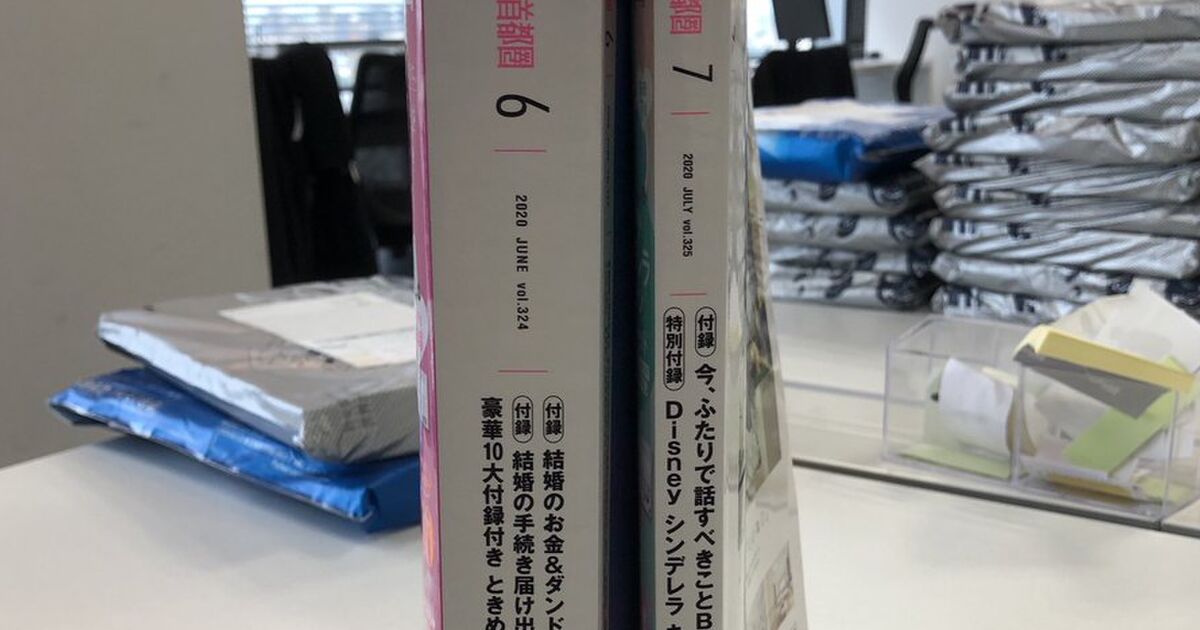 首都圏
6
2020 JUNE vol.324
付録 結婚のお金&ダンド
付録 結婚の手続き届け出
豪華10大付録付き ときめ
都圏
7
2020 JULY vol.325
付録 今、ふたりで話すべきことB
特別付録 Disney シンデレラ